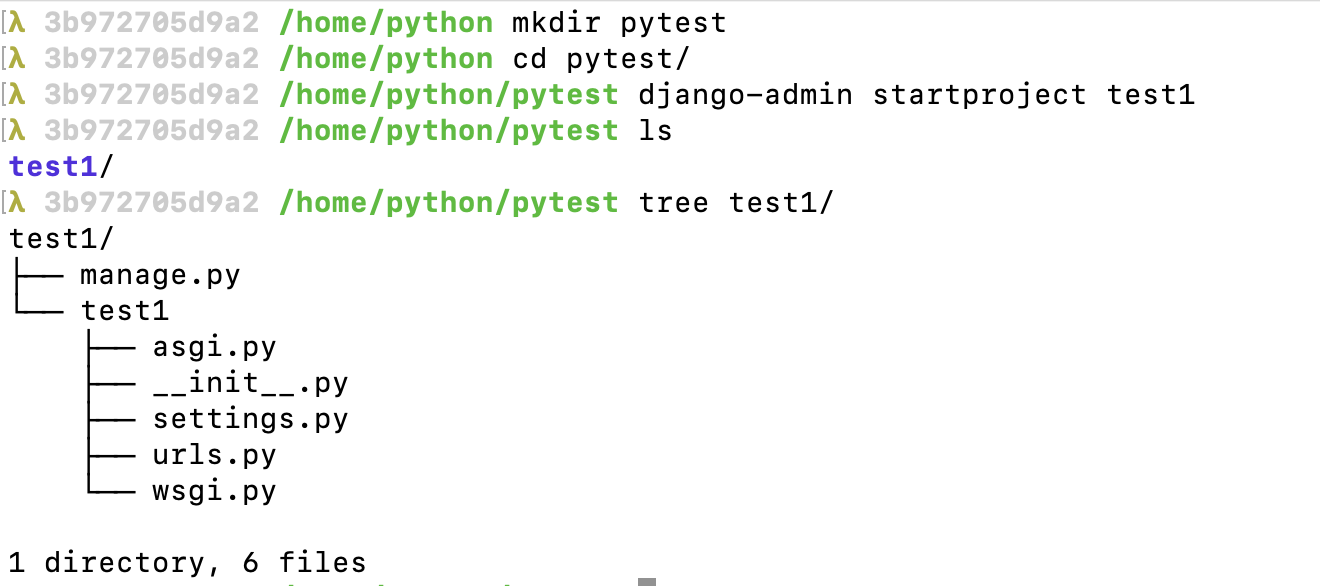 [λ 3b972705d9a2 /home/python mkdir pytest
[λ 3b972705d9a2 /home/python cd pytest/
[λ 3b972705d9a2 /home/python/pytest django-admin startproject test1
[λ 3b972705d9a2 /home/python/pytest ls
test1/
[λ 3b972705d9a2 /home/python/pytest tree test1/
test1/
├── manage.py
└── test1
    ├── asgi.py
    ├── __init__.py
    ├── settings.py
    ├── urls.py
    └── wsgi.py
1 directory, 6 files